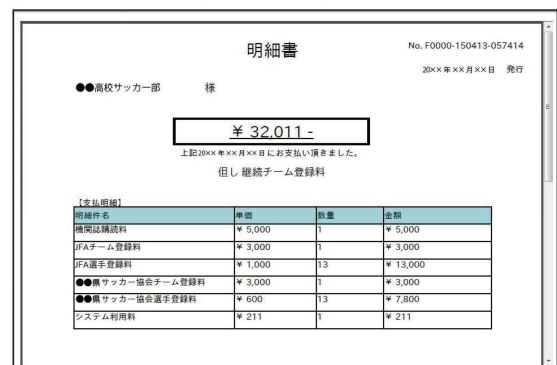 明細書
No. F0000-150413-057414
20××年××月××日 発行
●●高校サッカー部 様
¥ 32,011 -
上記20××年××月××日にお支払い頂きました。
但し 継続チーム登録料
【支払明細】
明細件名 単価 数量 金額
機関誌購読料 ¥ 5,000 1 ¥ 5,000
JFAチーム登録料 ¥ 3,000 1 ¥ 3,000
JFA選手登録料 ¥ 1,000 13 ¥ 13,000
●●県サッカー協会チーム登録料 ¥ 3,000 1 ¥ 3,000
●●県サッカー協会選手登録料 ¥ 600 13 ¥ 7,800
システム利用料 ¥ 211 1 ¥ 211